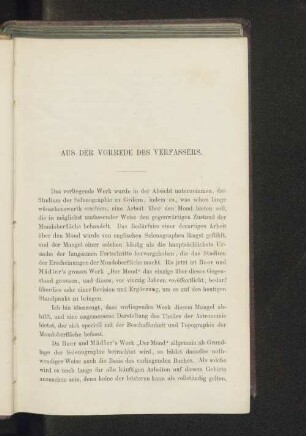 AUS DER VORREDE DES VERFASSERS.
Das vorliegende Werk wurde in der Absicht unternommen, das
Studium der Selenographie zu fördern, indem es, was schon lange
wünschenswerth erschien, eine Arbeit über den Mond bieten soll,
die in möglichst umfassender Weise den gegenwärtigen Zustand der
Mondoberfläche behandelt. Das Bedürfniss einer derartigen Arbeit
über den Mond wurde von englischen Selenographen längst gefühlt,
und der Mangel einer solchen häufig als die hauptsächlichste Ur-
sache der langsamen Fortschritte hervorgehoben, die das Studium
der Erscheinungen der Mondoberfläche macht. Bis jetzt ist Beer und
Mädler's grosses Werk „Der Mond“ das einzige über diesen Gegen-
stand gewesen, und dieses, vor vierzig Jahren veröffentlicht, bedarf
überdies sehr einer Revision und Ergänzung, um es auf den heutigen
Standpunkt zu bringen.
Ich bin überzeugt, dass vorliegendes Werk diesem Mangel ab-
hilft, und eine angemessene Darstellung des Theiles der Astronomie
bietet, der sich speciell mit der Beschaffenheit und Topographie der
Mondoberfläche befasst.
Da Beer und Mädler's Werk „Der Mond“ allgemein als Grund-
lage der Selenographie betrachtet wird, so bildet dasselbe noth-
wendiger Weise auch die Basis des vorliegenden Buches. Als solche
wird es noch lange für alle künftigen Arbeiten auf diesem Gebiete
ausreichen denn keine der letzteren kann als vollständig gelten,